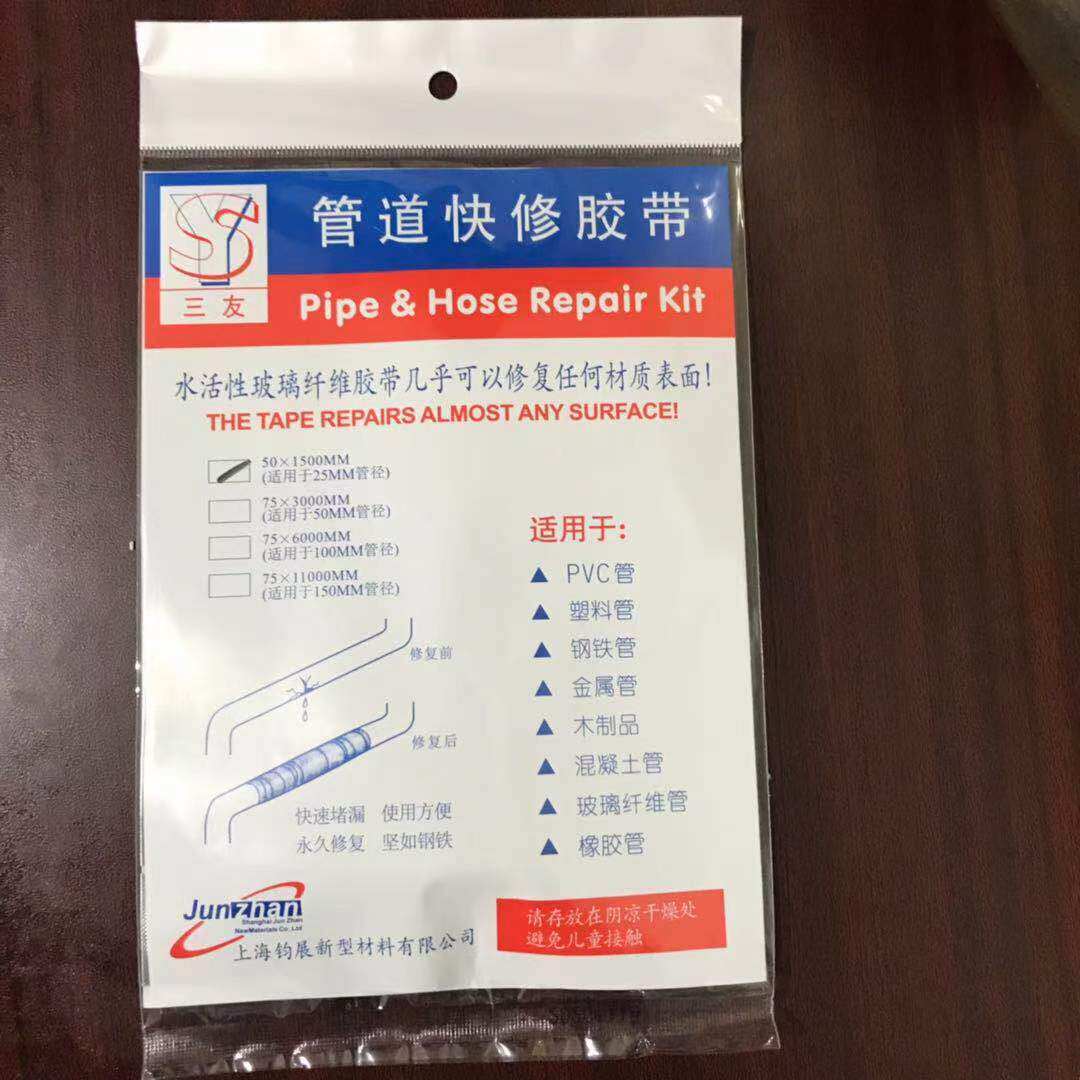 三友
管道快修胶带
Pipe & Hose Repair Kit
水活性玻璃纤维胶带几乎可以修复任何材质表面!
THE TAPE REPAIRS ALMOST ANY SURFACE!
50×1500MM
(适用于25MM管径)
75×3000MM
(适用于50MM管径)
75×6000MM
(适用于100MM管径)
75×11000MM
(适用于150MM管径)
修复前
修复后
快速堵漏 使用方便
永久修复 坚如钢铁
适用于:
▲ PVC管
▲ 塑料管
▲ 钢铁管
▲ 金属管
▲ 木制品
▲ 混凝土管
▲ 玻璃纤维管
▲ 橡胶管
Junzhan
Shanghai Jun Zhan
NewMaterials Co.,Ltd
上海钧展新型材料有限公司
请存放在阴凉干燥处
避免儿童接触